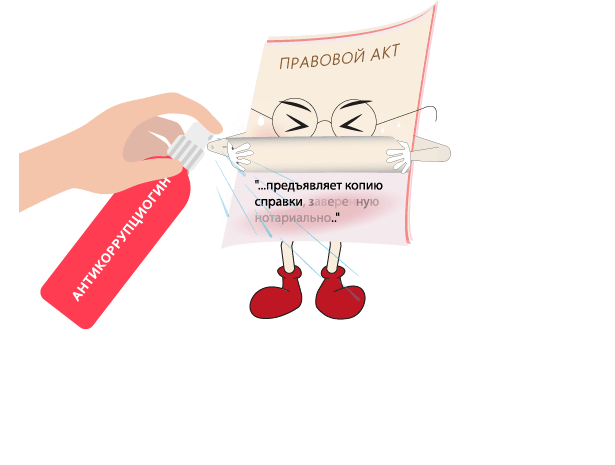 ПРАВОВОЙ АКТ
"...предъявляет копию
справки, заверенную
нотариально.."
АНТИКОРРУПЦИОГИН